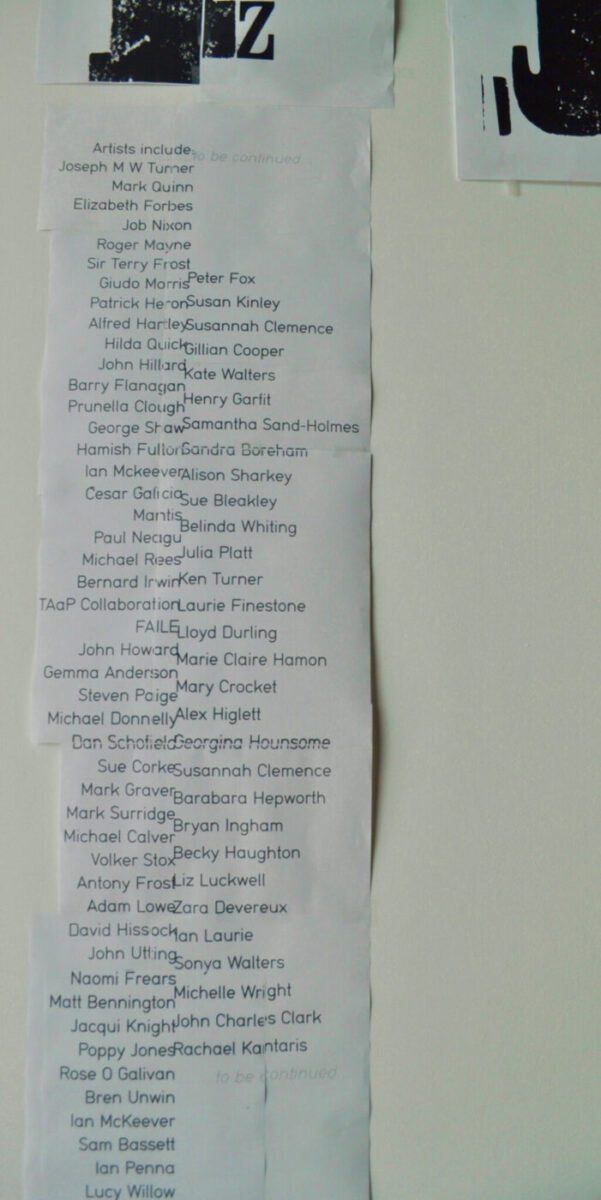 Z
J
Artists include
to be continued
Joseph M W Turner
Mark Quinn
Elizabeth Forbes
Job Nixon
Roger Mayne
Sir Terry Frost
Giudo Morris
Patrick Heron
Alfred Hartley
Hilda Quick
John Hillard
Barry Flanagan
Prunella Clough
George Shaw
Hamish Fulton
Ian Mckeever
Cesar Galicia
Mantis
Paul Neagu
Michael Rees
Bernard Irwin
TAaP Collaboration
FAILE
John Howard
Gemma Anderson
Steven Paige
Michael Donnelly
Dan Schofield
Sue Corke
Mark Graver
Mark Surridge
Michael Calver
Volker Stox
Antony Frost
Adam Lowe
David Hissock
John Utting
Naomi Frears
Matt Bennington
Jacqui Knight
Poppy Jones
Rose O Galivan
Bren Unwin
Ian McKeever
Sam Bassett
Ian Penna
Lucy Willow
Peter Fox
Susan Kinley
Susannah Clemence
Gillian Cooper
Kate Walters
Henry Garfit
Samantha Sand-Holmes
Sandra Boreham
Alison Sharkey
Sue Bleakley
Belinda Whiting
Julia Platt
Ken Turner
Laurie Finestone
Lloyd Durling
Marie Claire Hamon
Mary Crocket
Alex Higlett
Georgina Hounsome
Susannah Clemence
Barabara Hepworth
Bryan Ingham
Becky Haughton
Liz Luckwell
Zara Devereux
Ian Laurie
Sonya Walters
Michelle Wright
John Charles Clark
Rachael Kantaris
to be continued